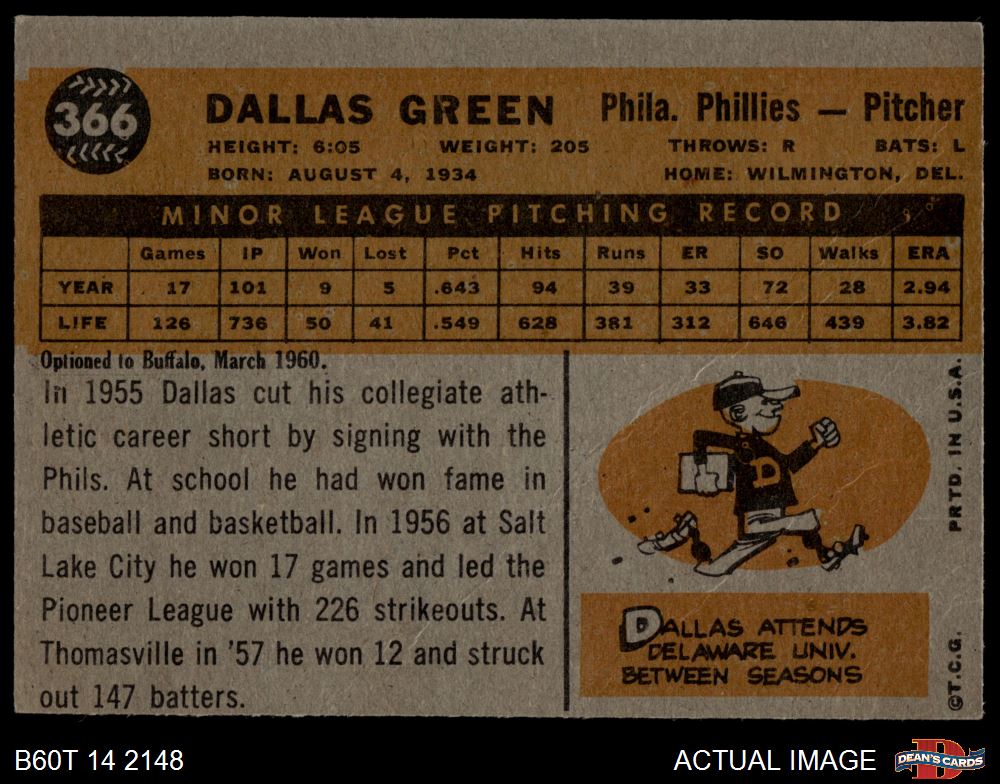 366
DALLAS GREEN Phila. Phillies — Pitcher
HEIGHT: 6:05 WEIGHT: 205 THROWS: R BATS: L
BORN: AUGUST 4, 1934 HOME: WILMINGTON, DEL.
MINOR LEAGUE PITCHING RECORD
Games IP Won Lost Pct Hits Runs ER SO Walks ERA
YEAR 17 101 9 5 .643 94 39 33 72 28 2.94
LIFE 126 736 50 41 .549 628 381 312 646 439 3.82
Optioned to Buffalo, March 1960.
In 1955 Dallas cut his collegiate ath-
letic career short by signing with the
Phils. At school he had won fame in
baseball and basketball. In 1956 at Salt
Lake City he won 17 games and led the
Pioneer League with 226 strikeouts. At
Thomasville in '57 he won 12 and struck
out 147 batters.
D
DALLAS ATTENDS
DELAWARE UNIV.
BETWEEN SEASONS
©T.C.G. PRTD. IN U.S.A.
B60T 14 2148 ACTUAL IMAGE
D
DEAN'S CARDS